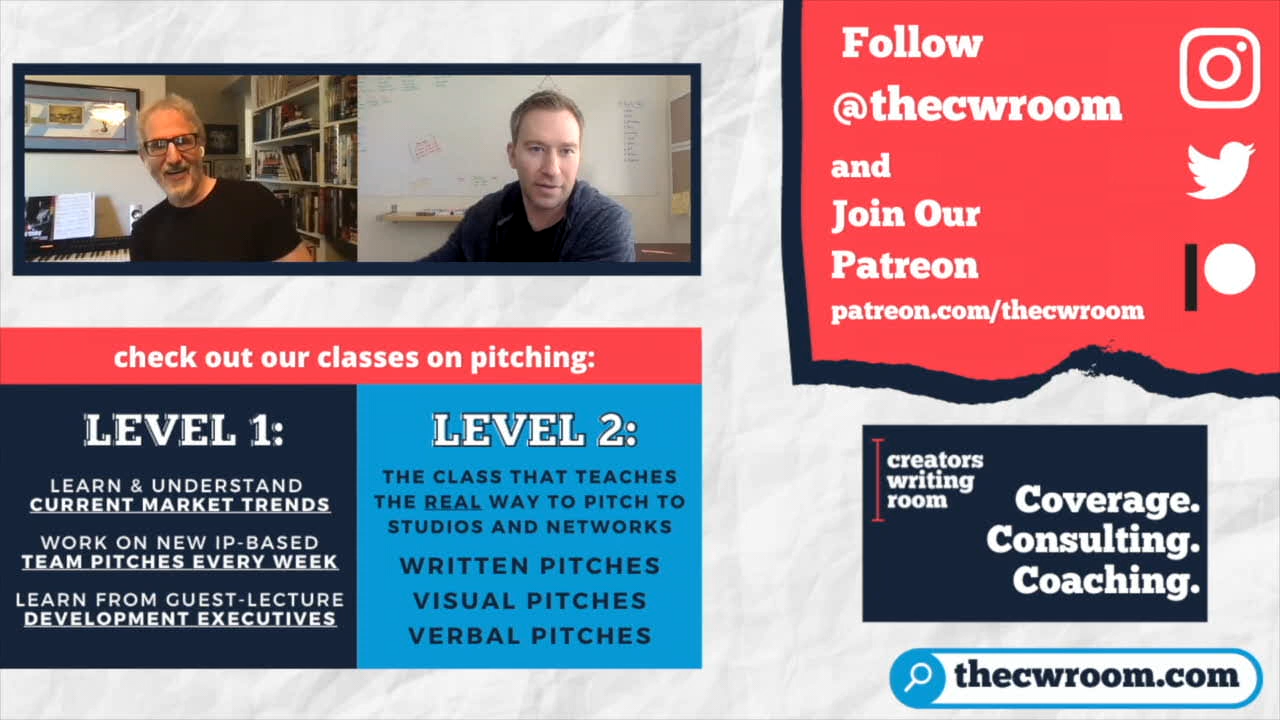 check out our classes on pitching:
LEVEL 1:
LEARN & UNDERSTAND
CURRENT MARKET TRENDS
WORK ON NEW IP-BASED
TEAM PITCHES EVERY WEEK
LEARN FROM GUEST-LECTURE
DEVELOPMENT EXECUTIVES
LEVEL 2:
THE CLASS THAT TEACHES
THE REAL WAY TO PITCH TO
STUDIOS AND NETWORKS
WRITTEN PITCHES
VISUAL PITCHES
VERBAL PITCHES
Follow
@thecwroom
and
Join Our
Patreon
patreon.com/thecwroom
creators
writing
room
Coverage.
Consulting.
Coaching.
thecwroom.com